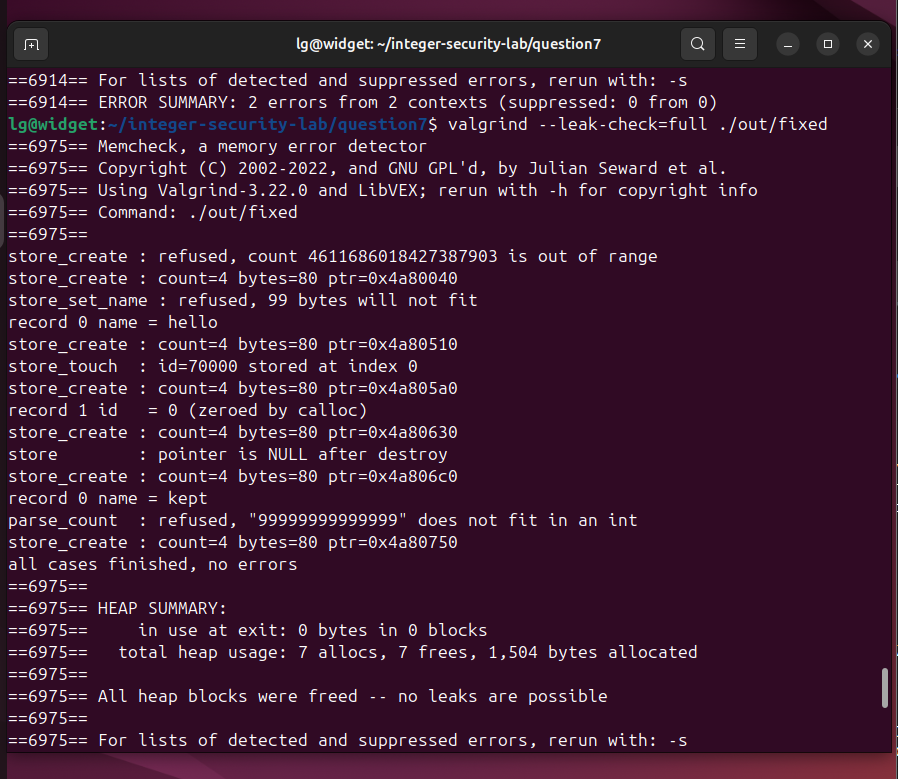 lg@widget: ~/integer-security-lab/question7
==6914== For lists of detected and suppressed errors, rerun with: -s
==6914== ERROR SUMMARY: 2 errors from 2 contexts (suppressed: 0 from 0)
lg@widget:~/integer-security-lab/question7$ valgrind --leak-check=full ./out/fixed
==6975== Memcheck, a memory error detector
==6975== Copyright (C) 2002-2022, and GNU GPL'd, by Julian Seward et al.
==6975== Using Valgrind-3.22.0 and LibVEX; rerun with -h for copyright info
==6975== Command: ./out/fixed
==6975==
store_create : refused, count 4611686018427387903 is out of range
store_create : count=4 bytes=80 ptr=0x4a80040
store_set_name : refused, 99 bytes will not fit
record 0 name = hello
store_create : count=4 bytes=80 ptr=0x4a80510
store_touch  : id=70000 stored at index 0
store_create : count=4 bytes=80 ptr=0x4a805a0
record 1 id   = 0 (zeroed by calloc)
store_create : count=4 bytes=80 ptr=0x4a80630
store        : pointer is NULL after destroy
store_create : count=4 bytes=80 ptr=0x4a806c0
record 0 name = kept
parse_count  : refused, "99999999999999" does not fit in an int
store_create : count=4 bytes=80 ptr=0x4a80750
all cases finished, no errors
==6975==
==6975== HEAP SUMMARY:
==6975==     in use at exit: 0 bytes in 0 blocks
==6975==   total heap usage: 7 allocs, 7 frees, 1,504 bytes allocated
==6975==
==6975== All heap blocks were freed -- no leaks are possible
==6975==
==6975== For lists of detected and suppressed errors, rerun with: -s